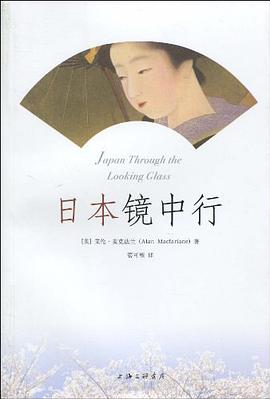 Japan Through the
Looking Glass
日本镜中行
[英] 艾伦·麦克法兰 (Alan Macfarlane) 著
管可秾 译
上海三联书店